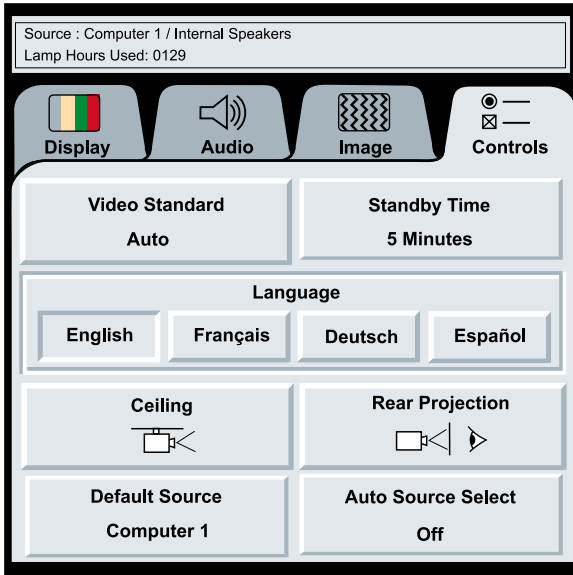 Source : Computer 1 / Internal Speakers
Lamp Hours Used: 0129
Display
Audio
Image
Controls
Video Standard
Auto
Standby Time
5 Minutes
Language
English
Français
Deutsch
Español
Ceiling
Rear Projection
Default Source
Computer 1
Auto Source Select
Off